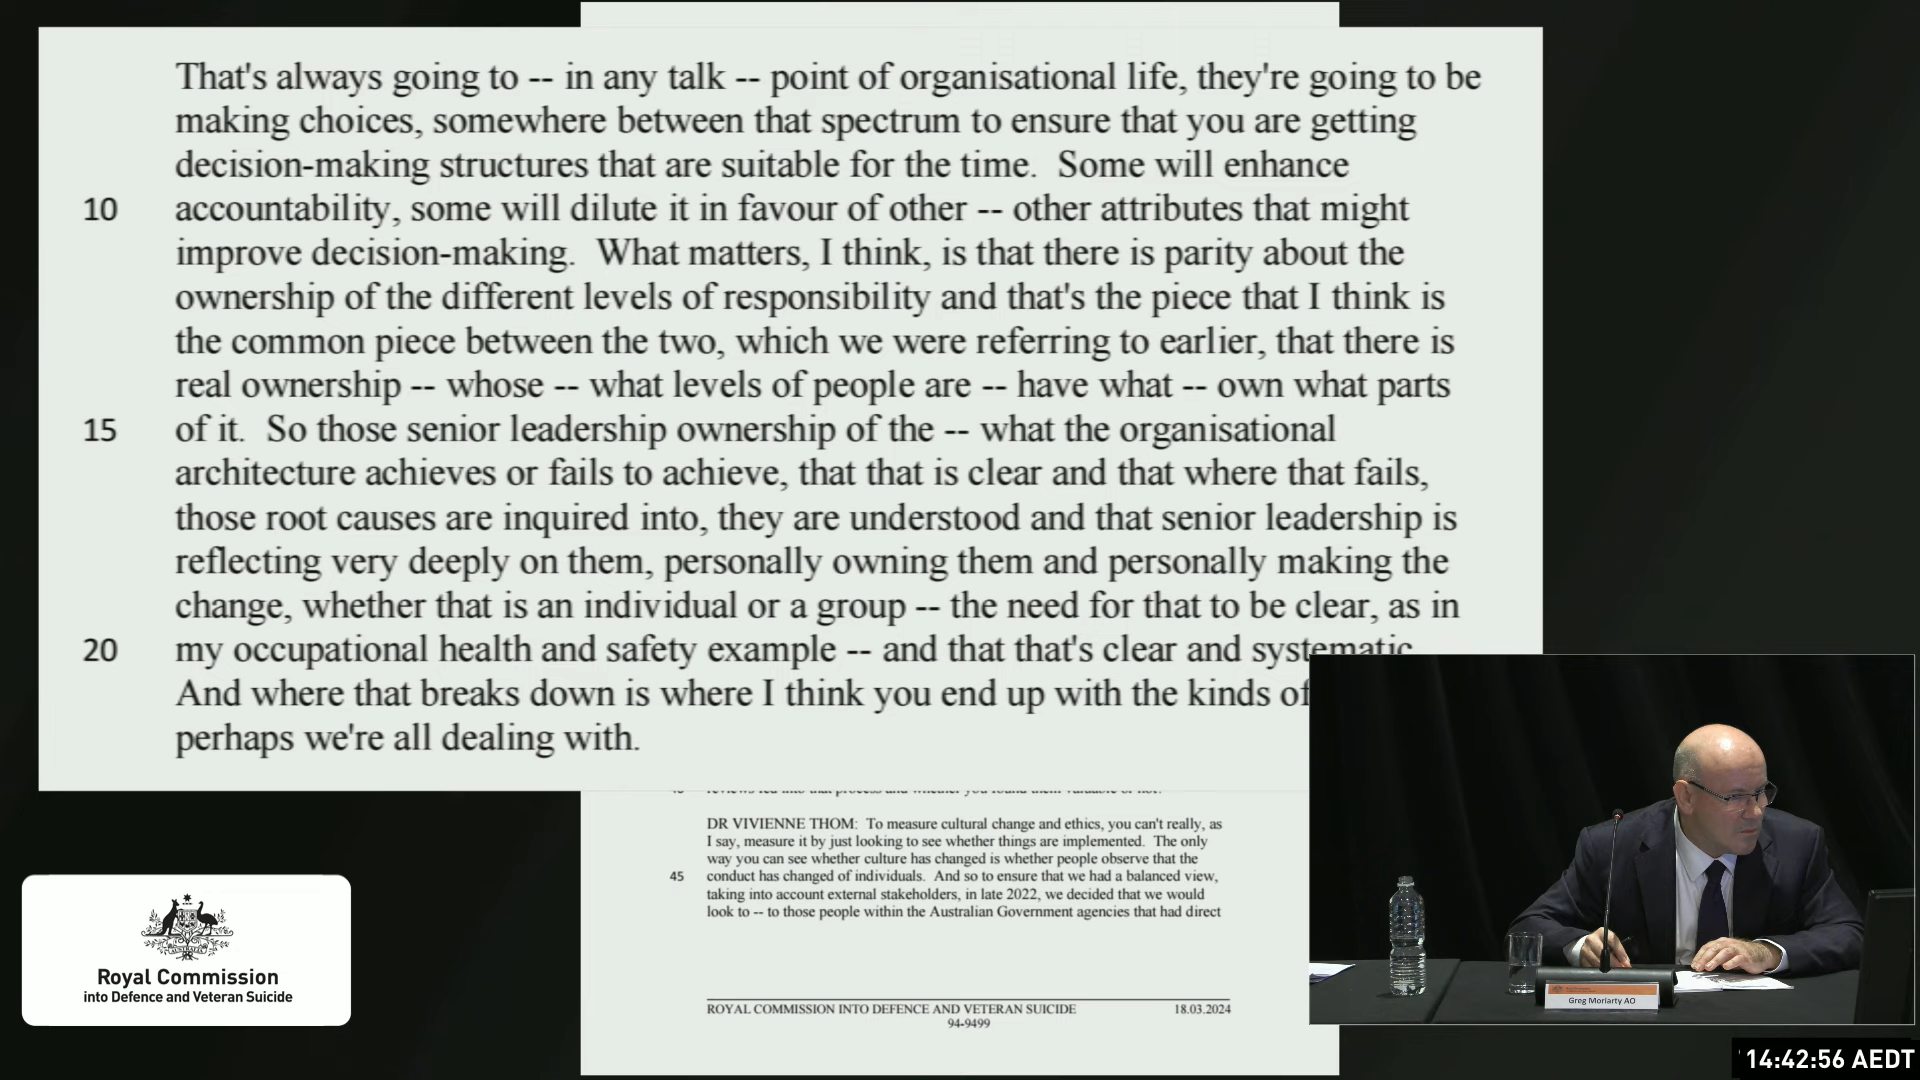 That's always going to -- in any talk -- point of organisational life, they're going to be
making choices, somewhere between that spectrum to ensure that you are getting
decision-making structures that are suitable for the time. Some will enhance
10 accountability, some will dilute it in favour of other -- other attributes that might
improve decision-making. What matters, I think, is that there is parity about the
ownership of the different levels of responsibility and that's the piece that I think is
the common piece between the two, which we were referring to earlier, that there is
real ownership -- whose -- what levels of people are -- have what -- own what parts
15 of it. So those senior leadership ownership of the -- what the organisational
architecture achieves or fails to achieve, that that is clear and that where that fails,
those root causes are inquired into, they are understood and that senior leadership is
reflecting very deeply on them, personally owning them and personally making the
change, whether that is an individual or a group -- the need for that to be clear, as in
20 my occupational health and safety example -- and that that's clear and systematic
And where that breaks down is where I think you end up with the kinds of
perhaps we're all dealing with.
DR VIVIENNE THOM: To measure cultural change and ethics, you can't really, as
I say, measure it by just looking to see whether things are implemented. The only
way you can see whether culture has changed is whether people observe that the
45 conduct has changed of individuals. And so to ensure that we had a balanced view,
taking into account external stakeholders, in late 2022, we decided that we would
look to -- to those people within the Australian Government agencies that had direct
ROYAL COMMISSION INTO DEFENCE AND VETERAN SUICIDE 18.03.2024
94-9499
Royal Commission
into Defence and Veteran Suicide
Greg Moriarty AO
14:42:56 AEDT